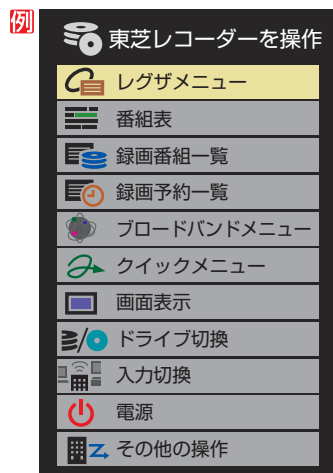 例
東芝レコーダーを操作
レグザメニュー
番組表
録画番組一覧
録画予約一覧
ブロードバンドメニュー
クイックメニュー
画面表示
ドライブ切換
入力切換
電源
その他の操作